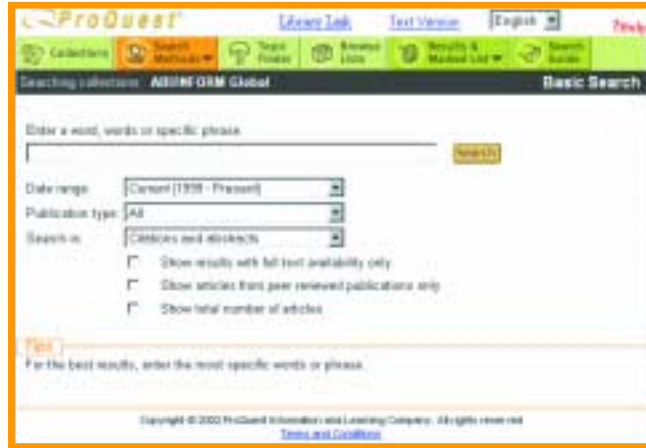 ProQuest® Library Link Text Version English
Collections Search Methods Topic Finder Browse Lists Results & Marked List Search Guide
Searching collections: ABI/INFORM Global Basic Search
Enter a word, words or specific phrase.
Search
Date range: Current (1999 - Present)
Publication type: All
Search in: Citations and abstracts
Show results with full text availability only
Show articles from peer reviewed publications only
Show total number of articles
Tips
For the best results, enter the most specific words or phrase.
Copyright © 2002 ProQuest Information and Learning Company. All rights reserved.
Terms and Conditions